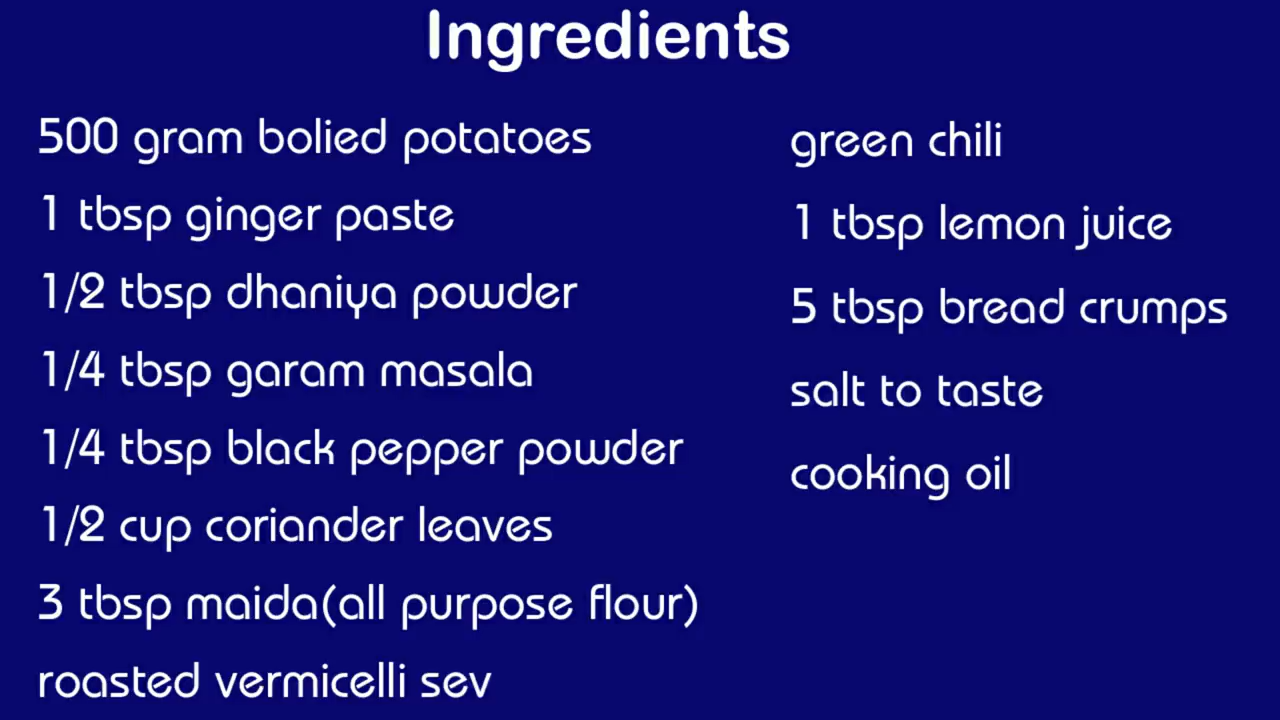 Ingredients
500 gram bolied potatoes
1 tbsp ginger paste
1/2 tbsp dhaniya powder
1/4 tbsp garam masala
1/4 tbsp black pepper powder
1/2 cup coriander leaves
3 tbsp maida(all purpose flour)
roasted vermicelli sev
green chili
1 tbsp lemon juice
5 tbsp bread crumps
salt to taste
cooking oil